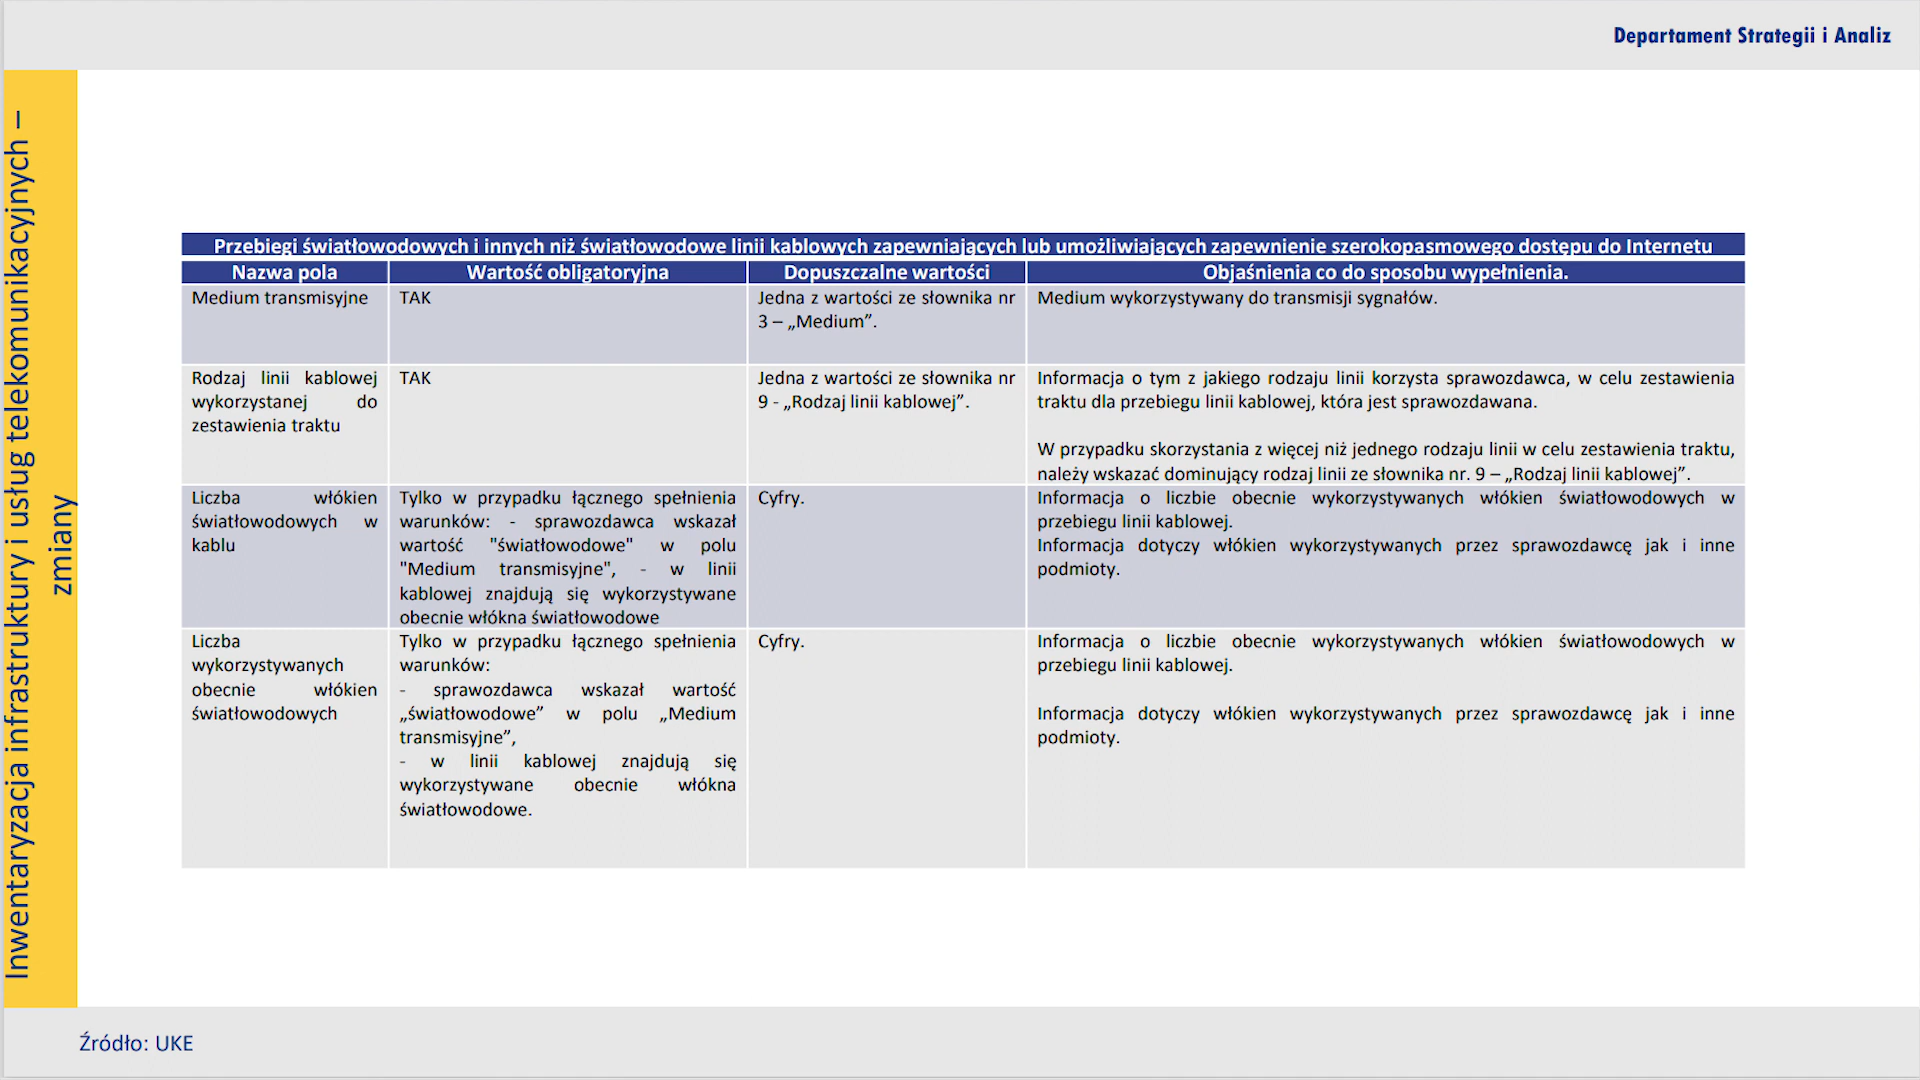 Departament Strategii i Analiz
Inwentaryzacja infrastruktury i usług telekomunikacyjnych –
zmiany
Przebiegi światłowodowych i innych niż światłowodowe linii kablowych zapewniających lub umożliwiających zapewnienie szerokopasmowego dostępu do Internetu
Nazwa pola
Wartość obligatoryjna
Dopuszczalne wartości
Objaśnienia co do sposobu wypełnienia.
Medium transmisyjne
TAK
Jedna z wartości ze słownika nr
3 – „Medium”.
Medium wykorzystywany do transmisji sygnałów.
Rodzaj linii kablowej
wykorzystanej do
zestawienia traktu
TAK
Jedna z wartości ze słownika nr
9 - „Rodzaj linii kablowej”.
Informacja o tym z jakiego rodzaju linii korzysta sprawozdawca, w celu zestawienia
traktu dla przebiegu linii kablowej, która jest sprawozdawana.
W przypadku skorzystania z więcej niż jednego rodzaju linii w celu zestawienia traktu,
należy wskazać dominujący rodzaj linii ze słownika nr. 9 – „Rodzaj linii kablowej”.
Liczba włókien
światłowodowych w
kablu
Tylko w przypadku łącznego spełnienia
warunków: - sprawozdawca wskazał
wartość "światłowodowe" w polu
"Medium transmisyjne", - w linii
kablowej znajdują się wykorzystywane
obecnie włókna światłowodowe
Cyfry.
Informacja o liczbie obecnie wykorzystywanych włókien światłowodowych w
przebiegu linii kablowej.
Informacja dotyczy włókien wykorzystywanych przez sprawozdawcę jak i inne
podmioty.
Liczba
wykorzystywanych
obecnie włókien
światłowodowych
Tylko w przypadku łącznego spełnienia
warunków:
- sprawozdawca wskazał wartość
„światłowodowe” w polu „Medium
transmisyjne”,
- w linii kablowej znajdują się
wykorzystywane obecnie włókna
światłowodowe.
Cyfry.
Informacja o liczbie obecnie wykorzystywanych włókien światłowodowych w
przebiegu linii kablowej.
Informacja dotyczy włókien wykorzystywanych przez sprawozdawcę jak i inne
podmioty.
Źródło: UKE